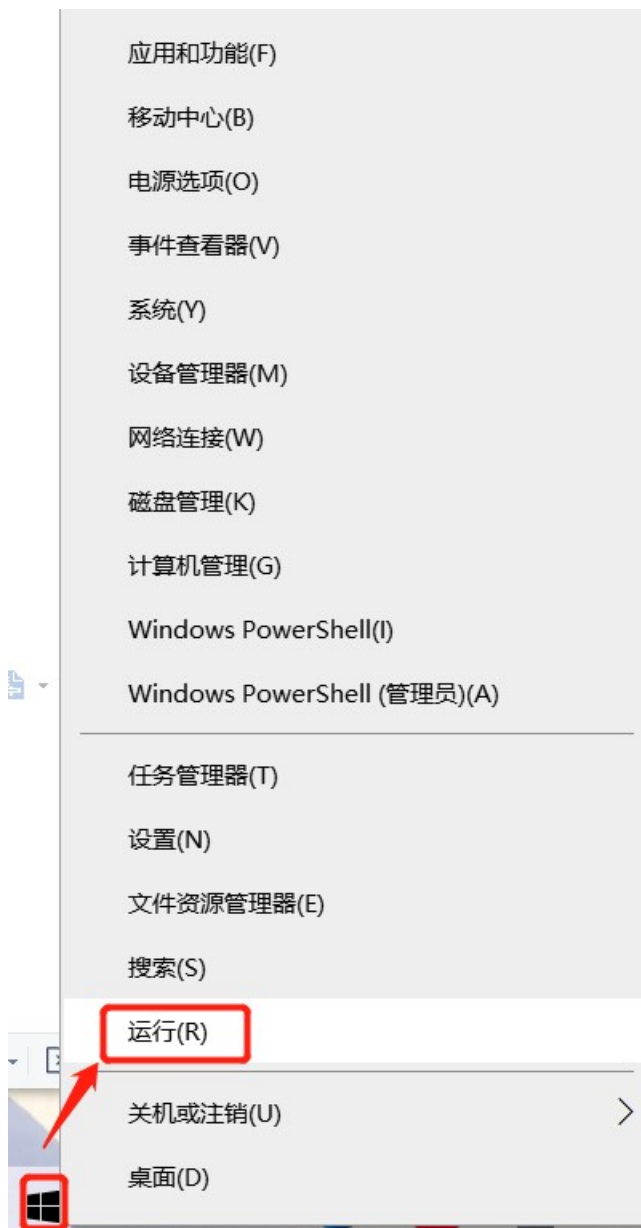 应用和功能(F)
移动中心(B)
电源选项(O)
事件查看器(V)
系统(Y)
设备管理器(M)
网络连接(W)
磁盘管理(K)
计算机管理(G)
Windows PowerShell(I)
Windows PowerShell (管理员)(A)
任务管理器(T)
设置(N)
文件资源管理器(E)
搜索(S)
运行(R)
关机或注销(U)
桌面(D)